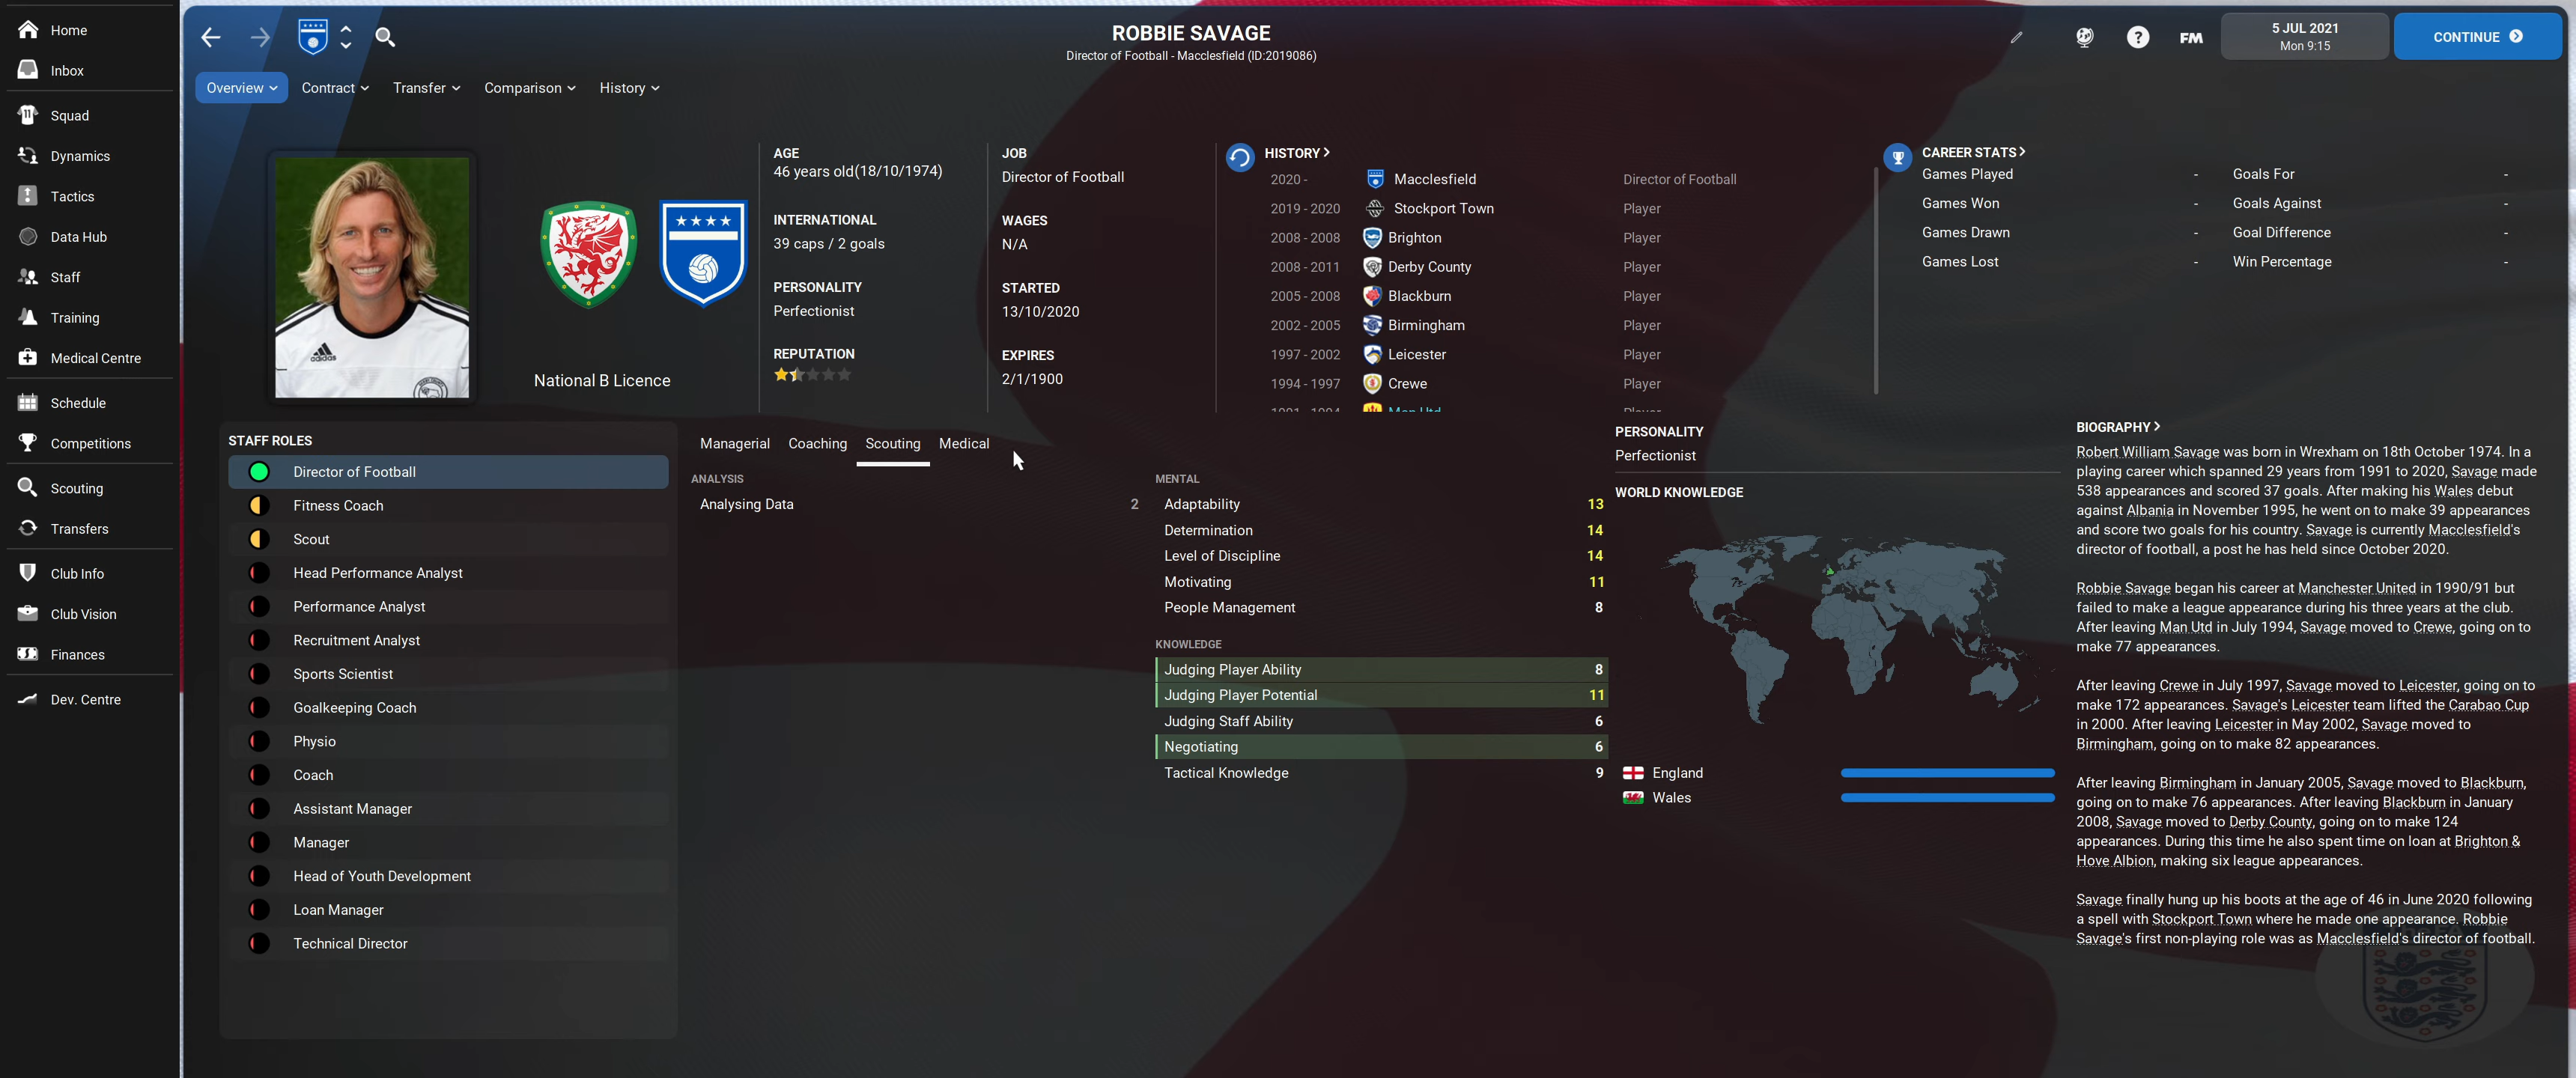 Home
Inbox
Squad
Dynamics
Tactics
Data Hub
Staff
Training
Medical Centre
Schedule
Competitions
Scouting
Transfers
Club Info
Club Vision
Finances
Dev. Centre
ROBBIE SAVAGE
Director of Football - Macclesfield (ID:2019086)
FM
5 JUL 2021
Mon 9:15
CONTINUE
Overview
Contract
Transfer
Comparison
History
adidas
National B Licence
AGE
46 years old(18/10/1974)
INTERNATIONAL
39 caps / 2 goals
PERSONALITY
Perfectionist
REPUTATION
JOB
Director of Football
WAGES
N/A
STARTED
13/10/2020
EXPIRES
2/1/1900
HISTORY
2020 - Macclesfield Director of Football
2019 - 2020 Stockport Town Player
2008 - 2008 Brighton Player
2008 - 2011 Derby County Player
2005 - 2008 Blackburn Player
2002 - 2005 Birmingham Player
1997 - 2002 Leicester Player
1994 - 1997 Crewe Player
1991 - 1994 Man Utd Player
CAREER STATS
Games Played - Goals For -
Games Won - Goals Against -
Games Drawn - Goal Difference -
Games Lost - Win Percentage -
STAFF ROLES
Director of Football
Fitness Coach
Scout
Head Performance Analyst
Performance Analyst
Recruitment Analyst
Sports Scientist
Goalkeeping Coach
Physio
Coach
Assistant Manager
Manager
Head of Youth Development
Loan Manager
Technical Director
Managerial Coaching Scouting Medical
ANALYSIS
Analysing Data 2
MENTAL
Adaptability 13
Determination 14
Level of Discipline 14
Motivating 11
People Management 8
KNOWLEDGE
Judging Player Ability 8
Judging Player Potential 11
Judging Staff Ability 6
Negotiating 6
Tactical Knowledge 9
PERSONALITY
Perfectionist
WORLD KNOWLEDGE
England
Wales
BIOGRAPHY
Robert William Savage was born in Wrexham on 18th October 1974. In a
playing career which spanned 29 years from 1991 to 2020, Savage made
538 appearances and scored 37 goals. After making his Wales debut
against Albania in November 1995, he went on to make 39 appearances
and score two goals for his country. Savage is currently Macclesfield's
director of football, a post he has held since October 2020.
Robbie Savage began his career at Manchester United in 1990/91 but
failed to make a league appearance during his three years at the club.
After leaving Man Utd in July 1994, Savage moved to Crewe, going on to
make 77 appearances.
After leaving Crewe in July 1997, Savage moved to Leicester, going on to
make 172 appearances. Savage's Leicester team lifted the Carabao Cup
in 2000. After leaving Leicester in May 2002, Savage moved to
Birmingham, going on to make 82 appearances.
After leaving Birmingham in January 2005, Savage moved to Blackburn,
going on to make 76 appearances. After leaving Blackburn in January
2008, Savage moved to Derby County, going on to make 124
appearances. During this time he also spent time on loan at Brighton &
Hove Albion, making six league appearances.
Savage finally hung up his boots at the age of 46 in June 2020 following
a spell with Stockport Town where he made one appearance. Robbie
Savage's first non-playing role was as Macclesfield's director of football.